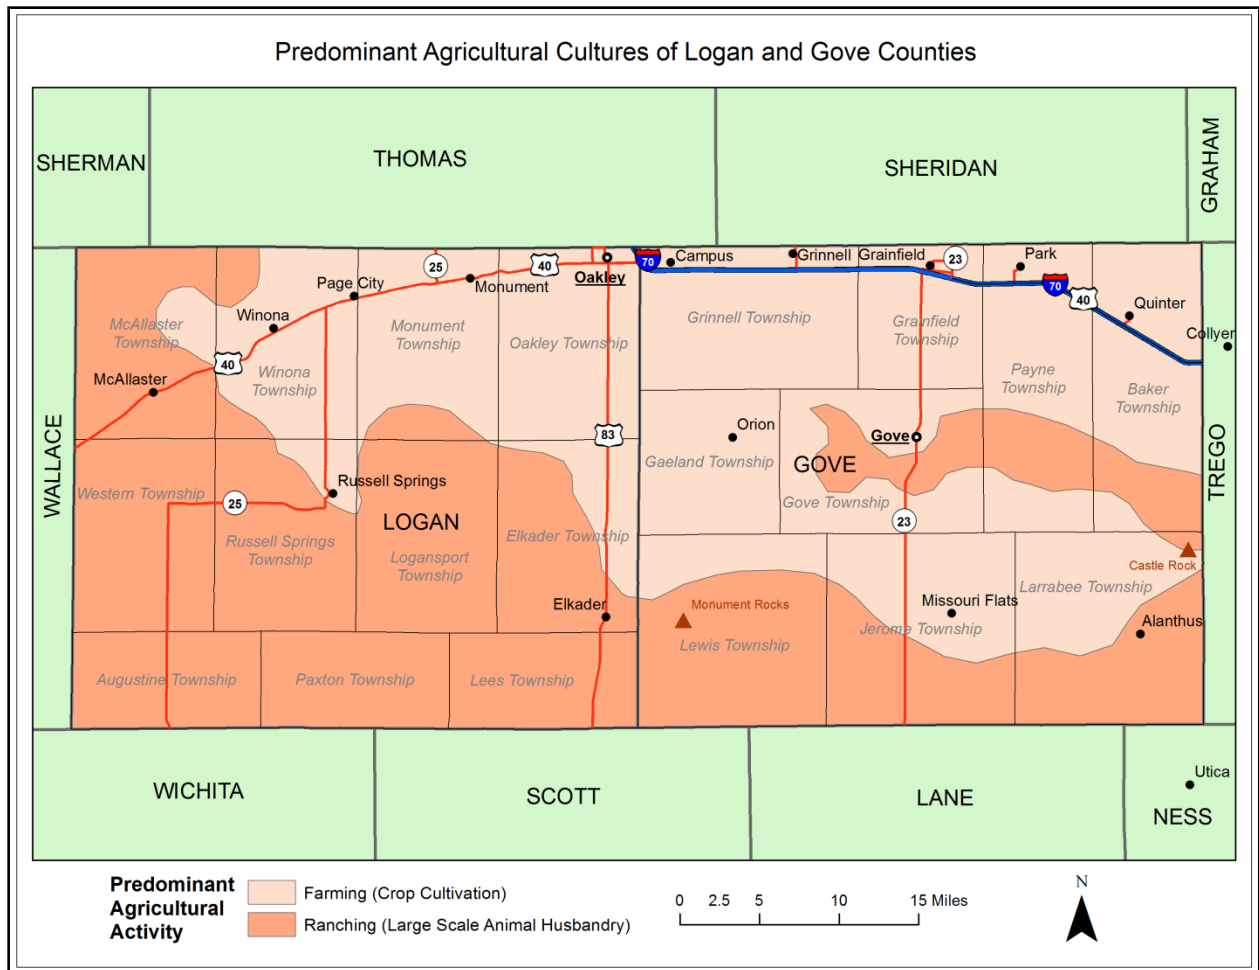 Predominant Agricultural Cultures of Logan and Gove Counties
SHERMAN
THOMAS
SHERIDAN
GRAHAM
WALLACE
TREGO
LOGAN
GOVE
WICHITA
SCOTT
LANE
NESS
25
40
Oakley
70
Campus
Grinnell
Grainfield
23
Park
Page City
Monument
Winona
McAllaster
Township
Monument
Township
Oakley Township
Grinnell Township
Grainfield
Township
70
40
Quinter
Collyer
40
McAllaster
Winona
Township
Payne
Township
Baker
Township
83
Orion
Gove
Gaeland Township
Gove Township
Western Township
Russell Springs
25
Russell Springs
Township
Logansport
Township
Elkader Township
23
Castle Rock
Larrabee Township
Elkader
Monument Rocks
Missouri Flats
Alanthus
Lewis Township
Jerome Township
Augustine Township
Paxton Township
Lees Township
Utica
Predominant
Agricultural
Activity
Farming (Crop Cultivation)
Ranching (Large Scale Animal Husbandry)
0 2.5 5 10 15 Miles
N